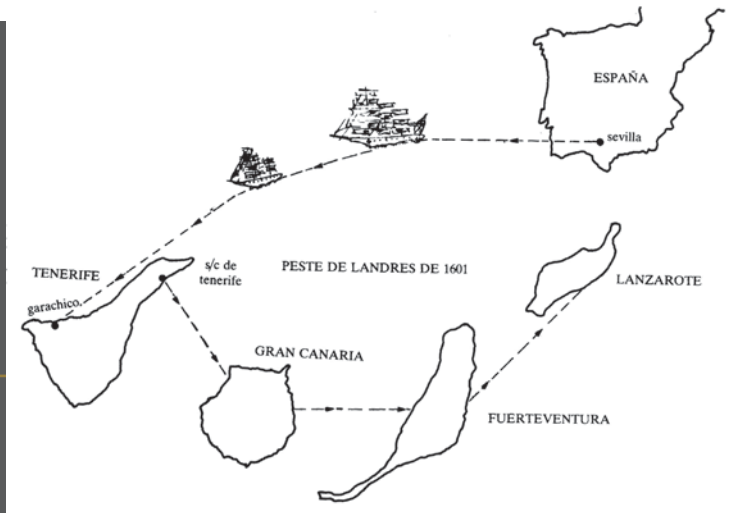 ESPAÑA
sevilla
TENERIFE
s/c de
tenerife
PESTE DE LANDRES DE 1601
LANZAROTE
garachico.
GRAN CANARIA
FUERTEVENTURA